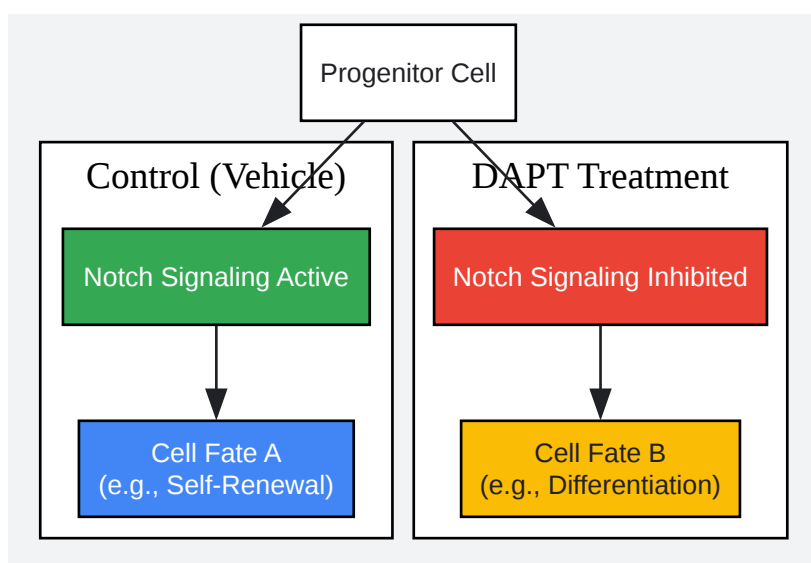 Progenitor Cell
Control (Vehicle)
DAPT Treatment
Notch Signaling Active
Notch Signaling Inhibited
Cell Fate A
(e.g., Self-Renewal)
Cell Fate B
(e.g., Differentiation)